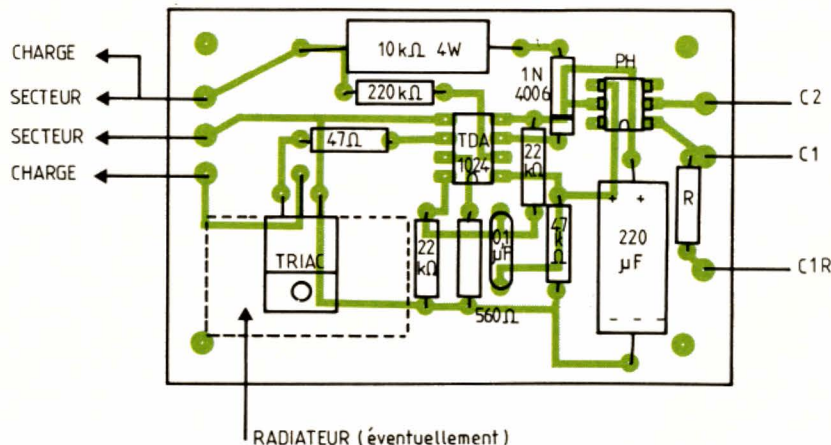 CHARGE
SECTEUR
SECTEUR
CHARGE
10kΩ 4W
220kΩ
47Ω
TDA
1024
1N
4006
PH
22
kΩ
22
kΩ
560Ω
0,1
µF
47
k
Ω
+ +
220
µF
- - -
R
C2
C1
C1R
TRIAC
RADIATEUR (éventuellement)